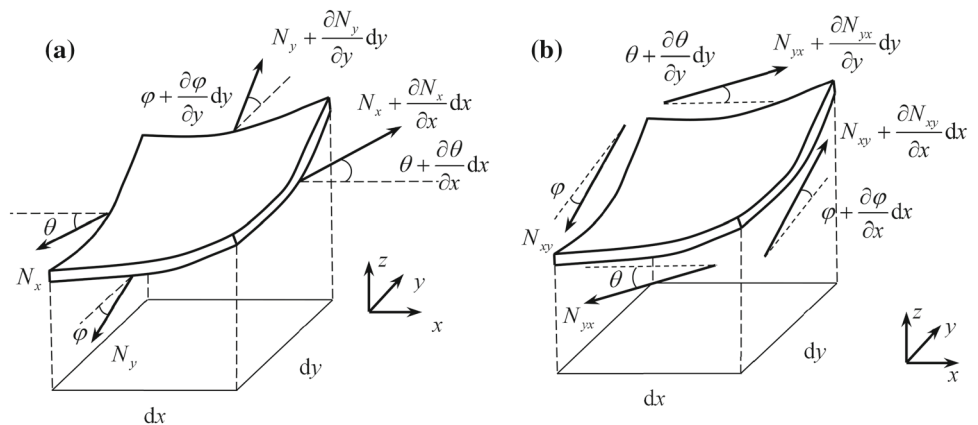 (a)
N_y + ∂N_y/∂y dy
φ + ∂φ/∂y dy
N_x + ∂N_x/∂x dx
θ + ∂θ/∂x dx
θ
N_x
φ
N_y
z
y
x
dy
dx
(b)
θ + ∂θ/∂y dy
N_yx + ∂N_yx/∂y dy
N_xy + ∂N_xy/∂x dx
φ
φ + ∂φ/∂x dx
N_xy
θ
N_yx
z
y
x
dy
dx